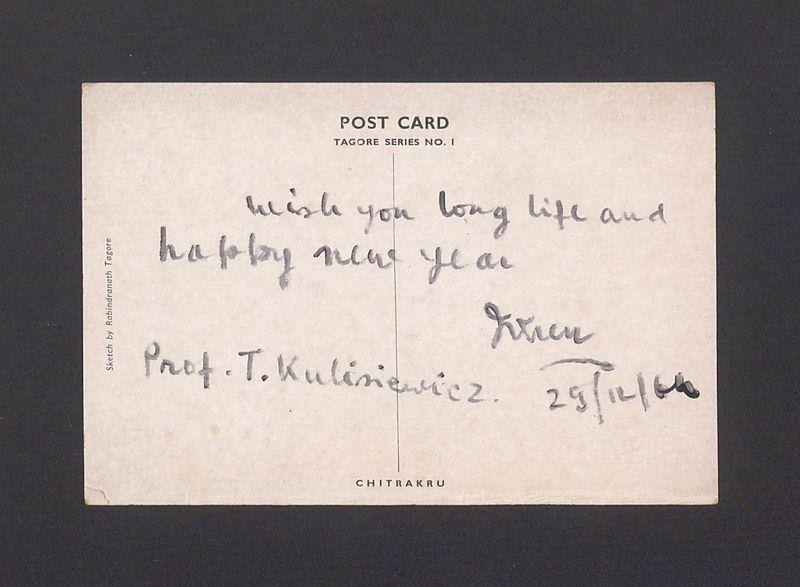 POST CARD
TAGORE SERIES NO. 1
wish you long life and
happy new year
Prof. T. Kulisiewicz.
29/12/64
Sketch by Rabindranath Tagore
CHITRAKRU